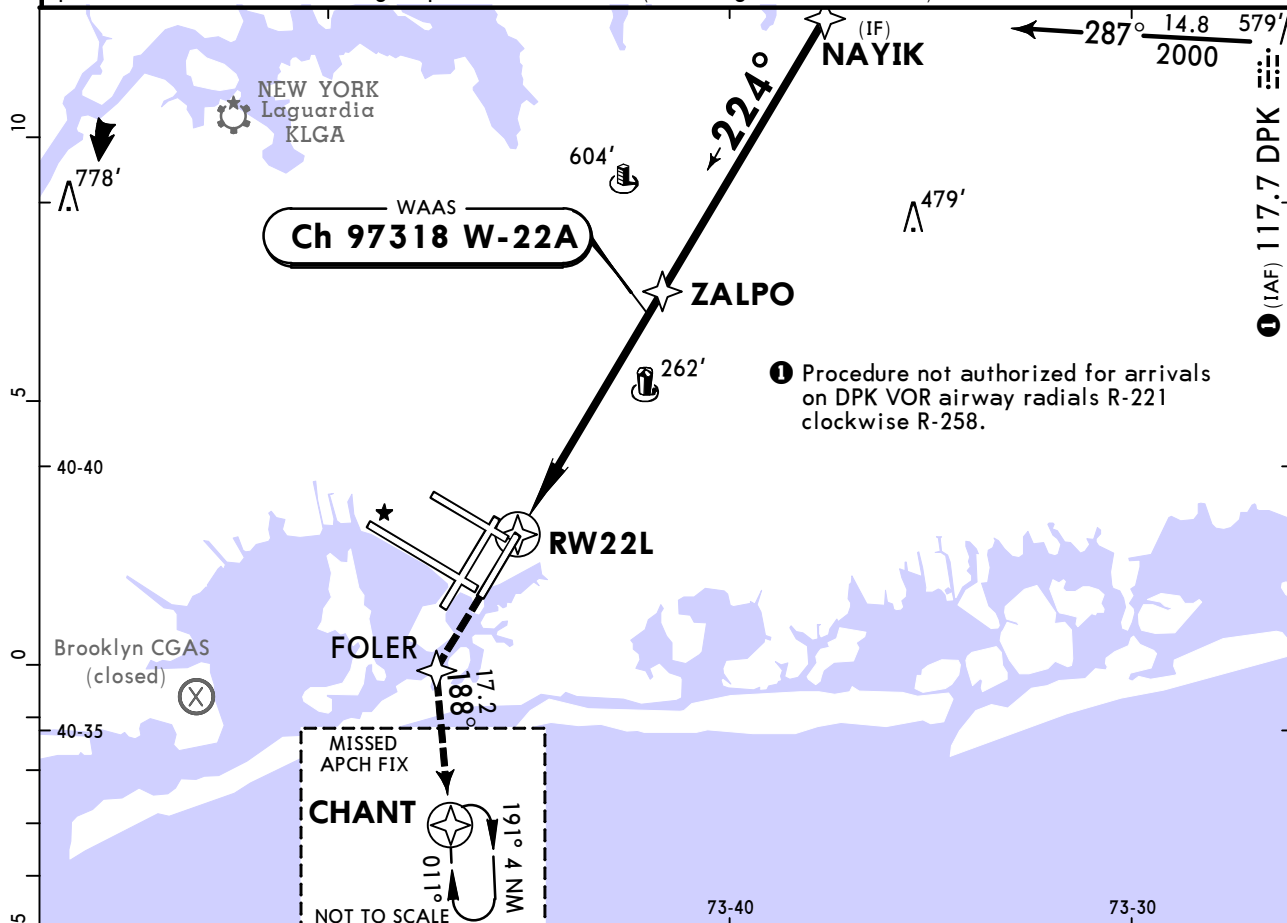 (IF)
NAYIK
287°
14.8
579'
2000
224°
NEW YORK
Laguardia
KLGA
10
778'
604'
479'
WAAS
Ch 97318 W-22A
ZALPO
❶ (IAF) 117.7 DPK
262'
❶ Procedure not authorized for arrivals
on DPK VOR airway radials R-221
clockwise R-258.
5
40-40
RW22L
FOLER
Brooklyn CGAS
(closed)
X
0
17.2
188°
40-35
MISSED
APCH FIX
CHANT
191° 4 NM
011°
NOT TO SCALE
5
73-40
73-30